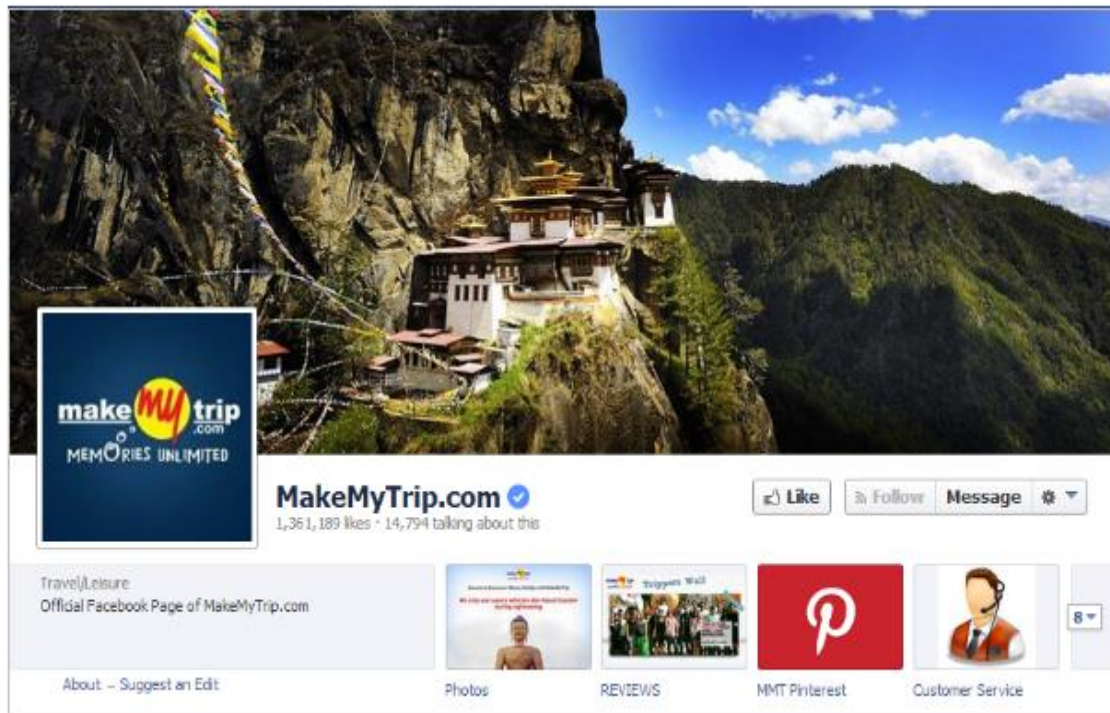 make my trip
.com
MEMORIES UNLIMITED
MakeMyTrip.com
1,361,189 likes · 14,794 talking about this
Like
Follow
Message
Travel/Leisure
Official Facebook Page of MakeMyTrip.com
About – Suggest an Edit
Trippers Wall
8
Photos
REVIEWS
MMT Pinterest
Customer Service